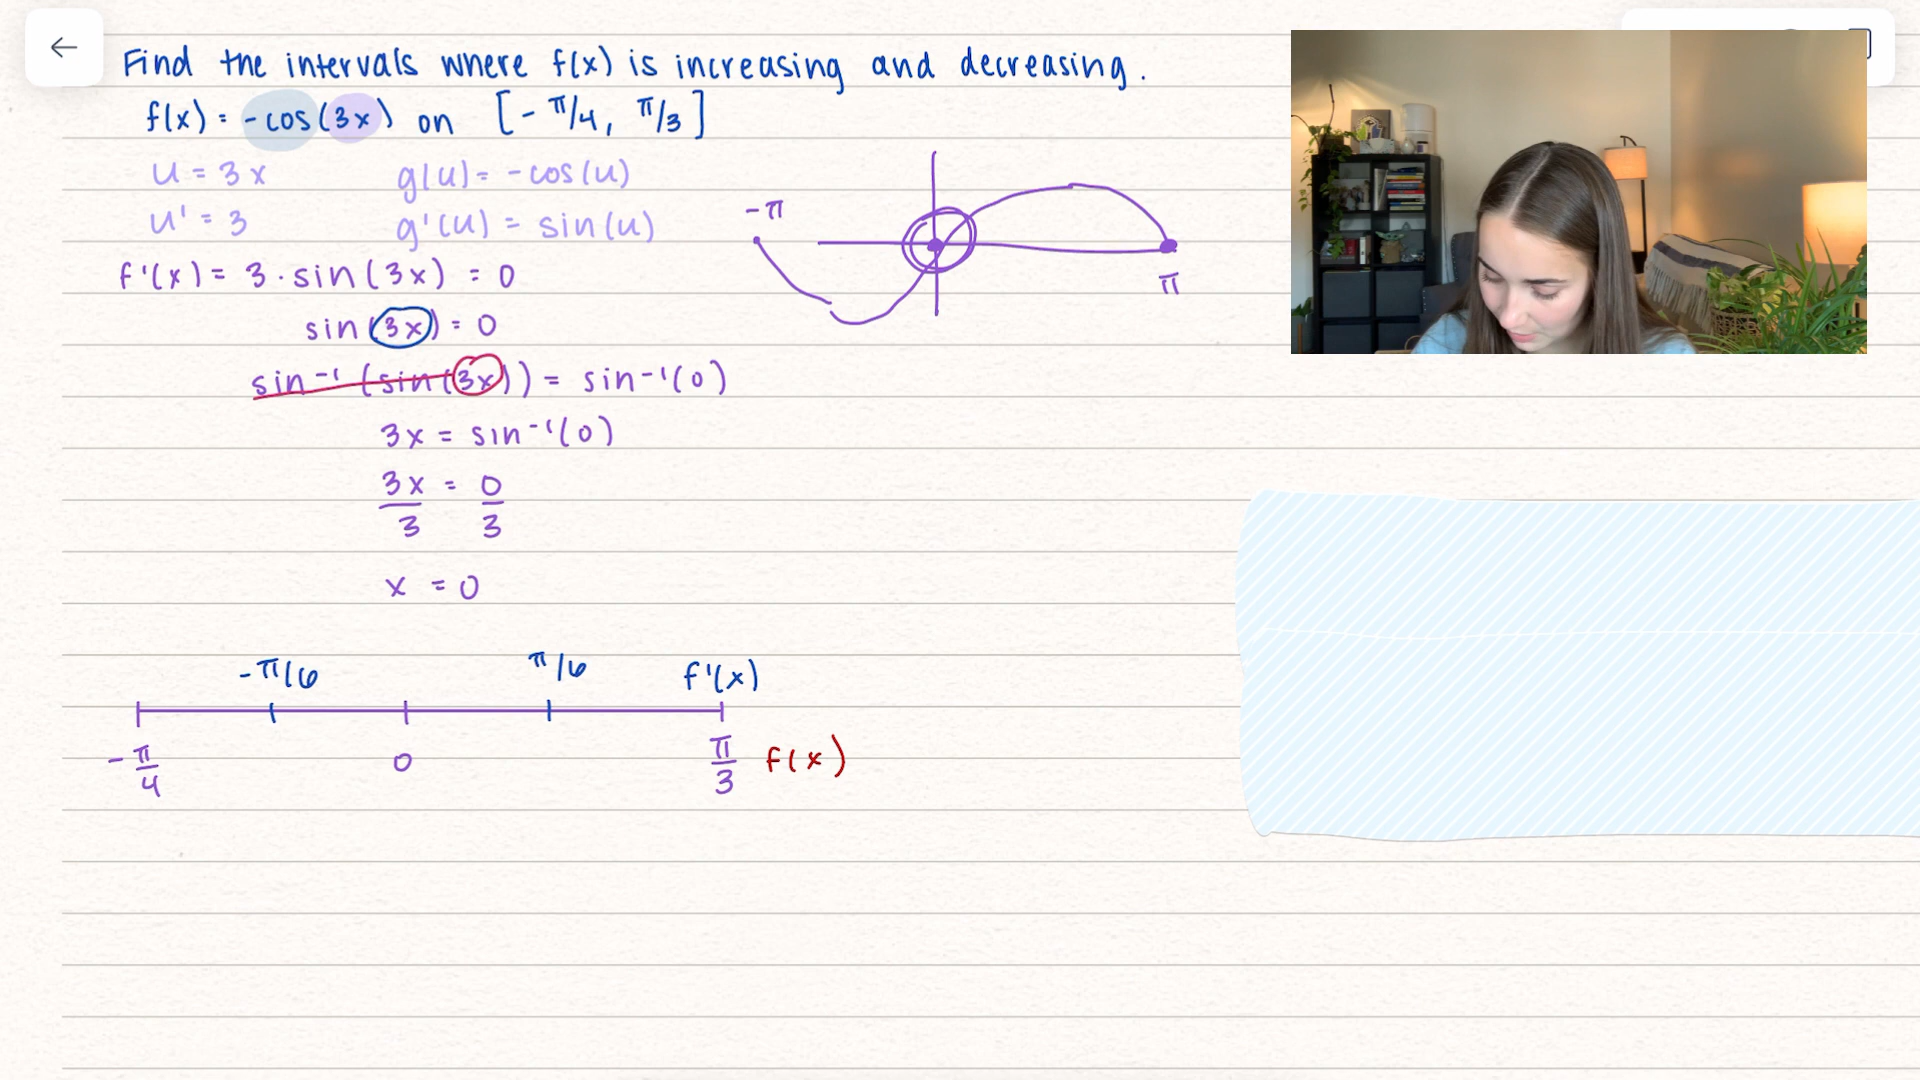 Find the intervals where f(x) is increasing and decreasing.
f(x) = -cos(3x) on [-π/4, π/3]
u = 3x g(u) = -cos(u)
u' = 3 g'(u) = sin(u)
-π
π
f'(x) = 3·sin(3x) = 0
sin(3x) = 0
sin⁻¹(sin(3x)) = sin⁻¹(0)
3x = sin⁻¹(0)
3x/3 = 0/3
x = 0
-π/6 π/6 f'(x)
-π/4 0 π/3 f(x)